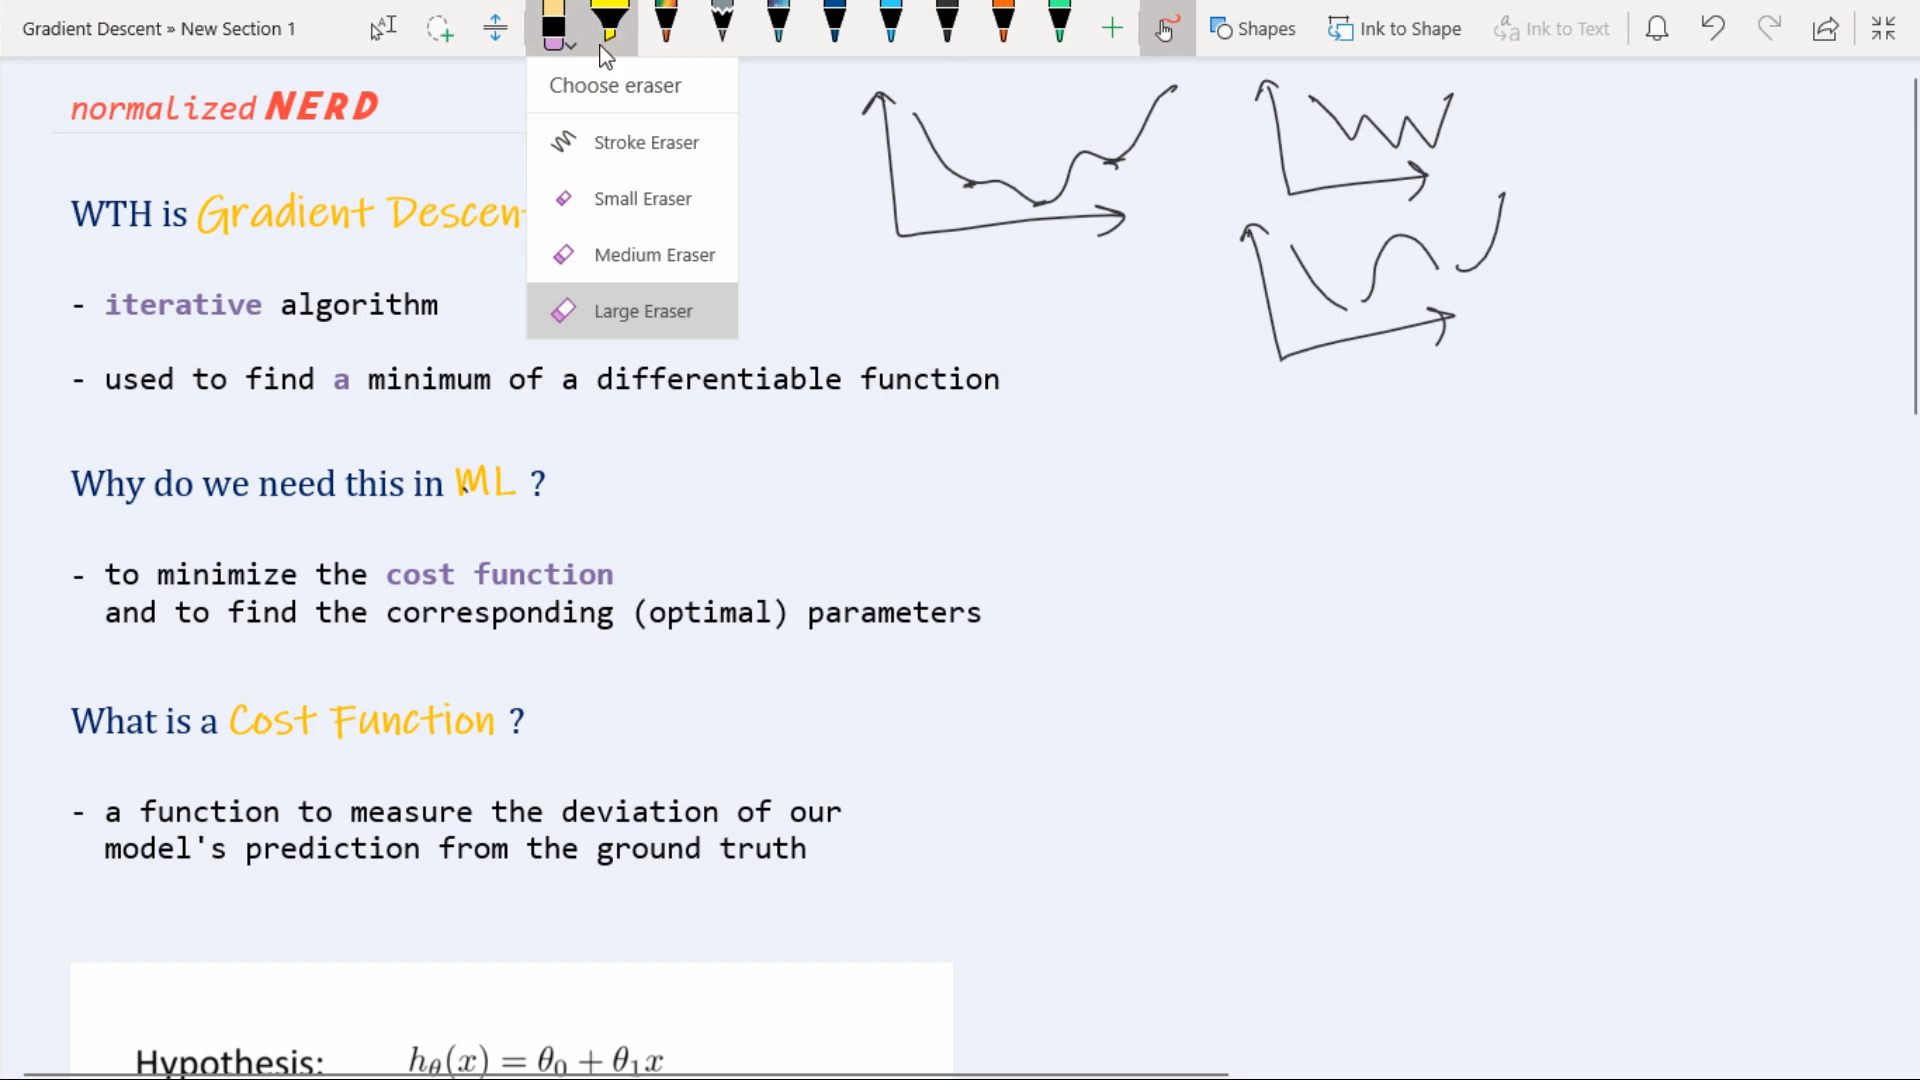 Gradient Descent » New Section 1
Shapes
Ink to Shape
Ink to Text
Choose eraser
Stroke Eraser
Small Eraser
Medium Eraser
Large Eraser
normalized NERD
WTH is Gradient Descen
- iterative algorithm
- used to find a minimum of a differentiable function
Why do we need this in ML ?
- to minimize the cost function
and to find the corresponding (optimal) parameters
What is a Cost Function ?
- a function to measure the deviation of our
model's prediction from the ground truth
Hypothesis: hθ(x) = θ0 + θ1x